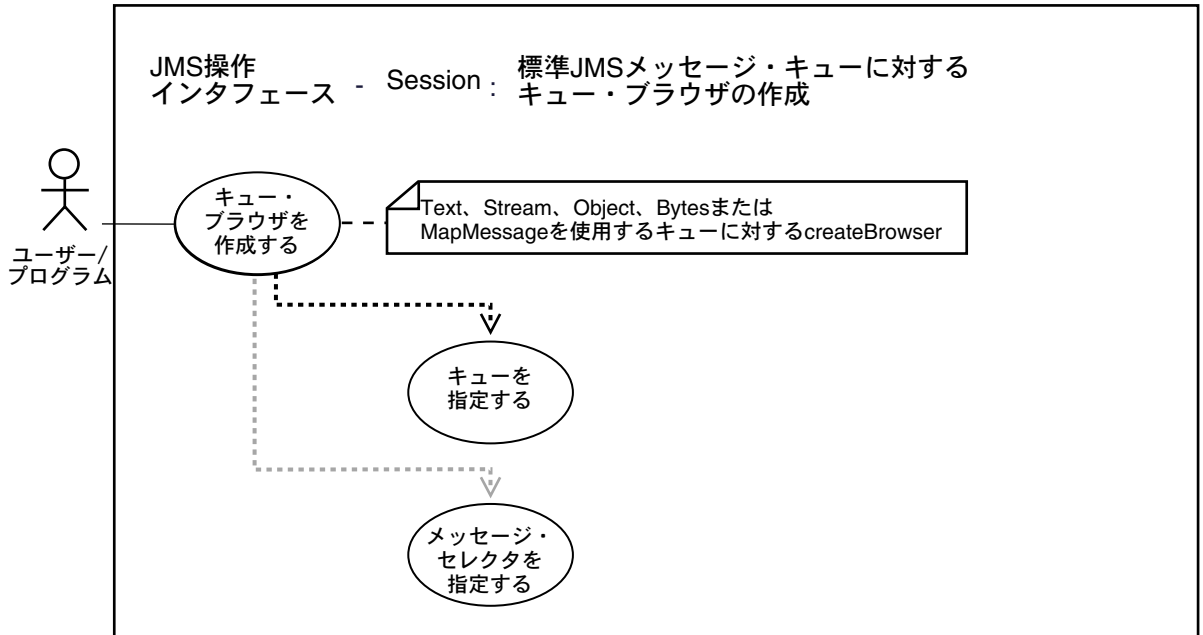 JMS操作
インタフェース - Session : 標準JMSメッセージ・キューに対する
キュー・ブラウザの作成
ユーザー/
プログラム
キュー・
ブラウザを
作成する
Text、Stream、Object、Bytesまたは
MapMessageを使用するキューに対するcreateBrowser
キューを
指定する
メッセージ・
セレクタを
指定する